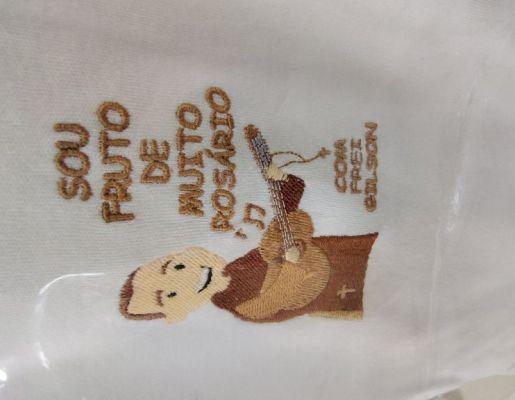 SOU
FRUTO
DE
MUITO
ROSÁRIO
COM
FREI
GILSON